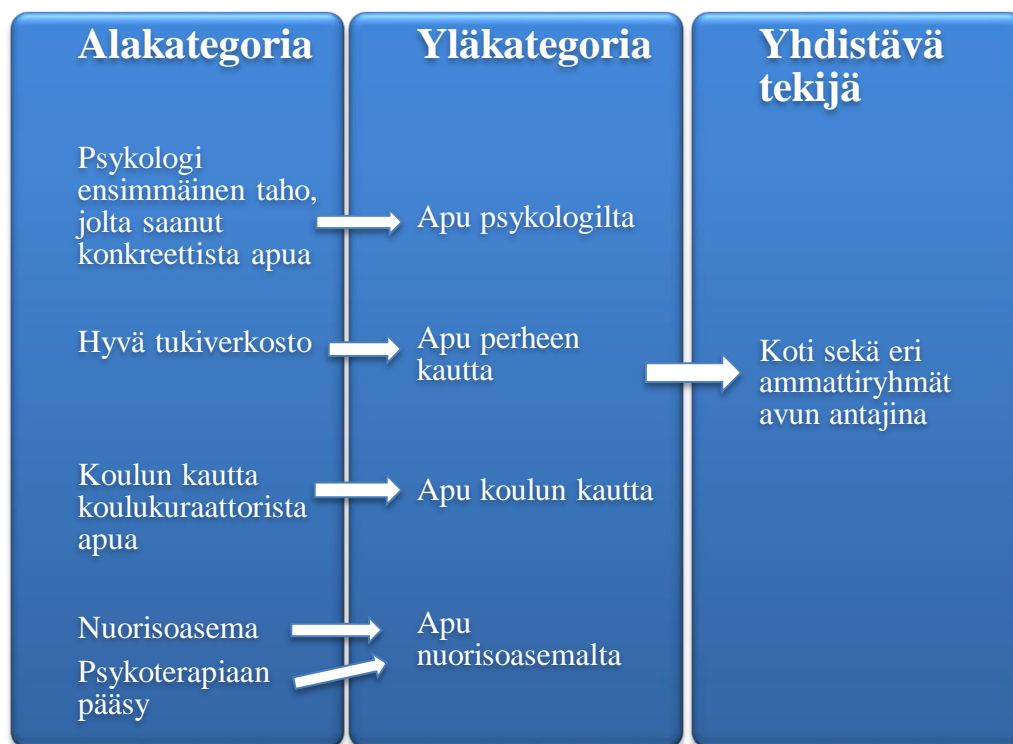 Alakategoria
Psykologi
ensimmäinen taho,
jolta saanut
konkreettista apua
Hyvä tukiverkosto
Koulun kautta
koulukuraattorista
apua
Nuorisoasema
Psykoterapiaan
pääsy
Yläkategoria
Apu psykologilta
Apu perheen
kautta
Apu koulun kautta
Apu
nuorisoasemalta
Yhdistävä
tekijä
Koti sekä eri
ammattiryhmät
avun antajina